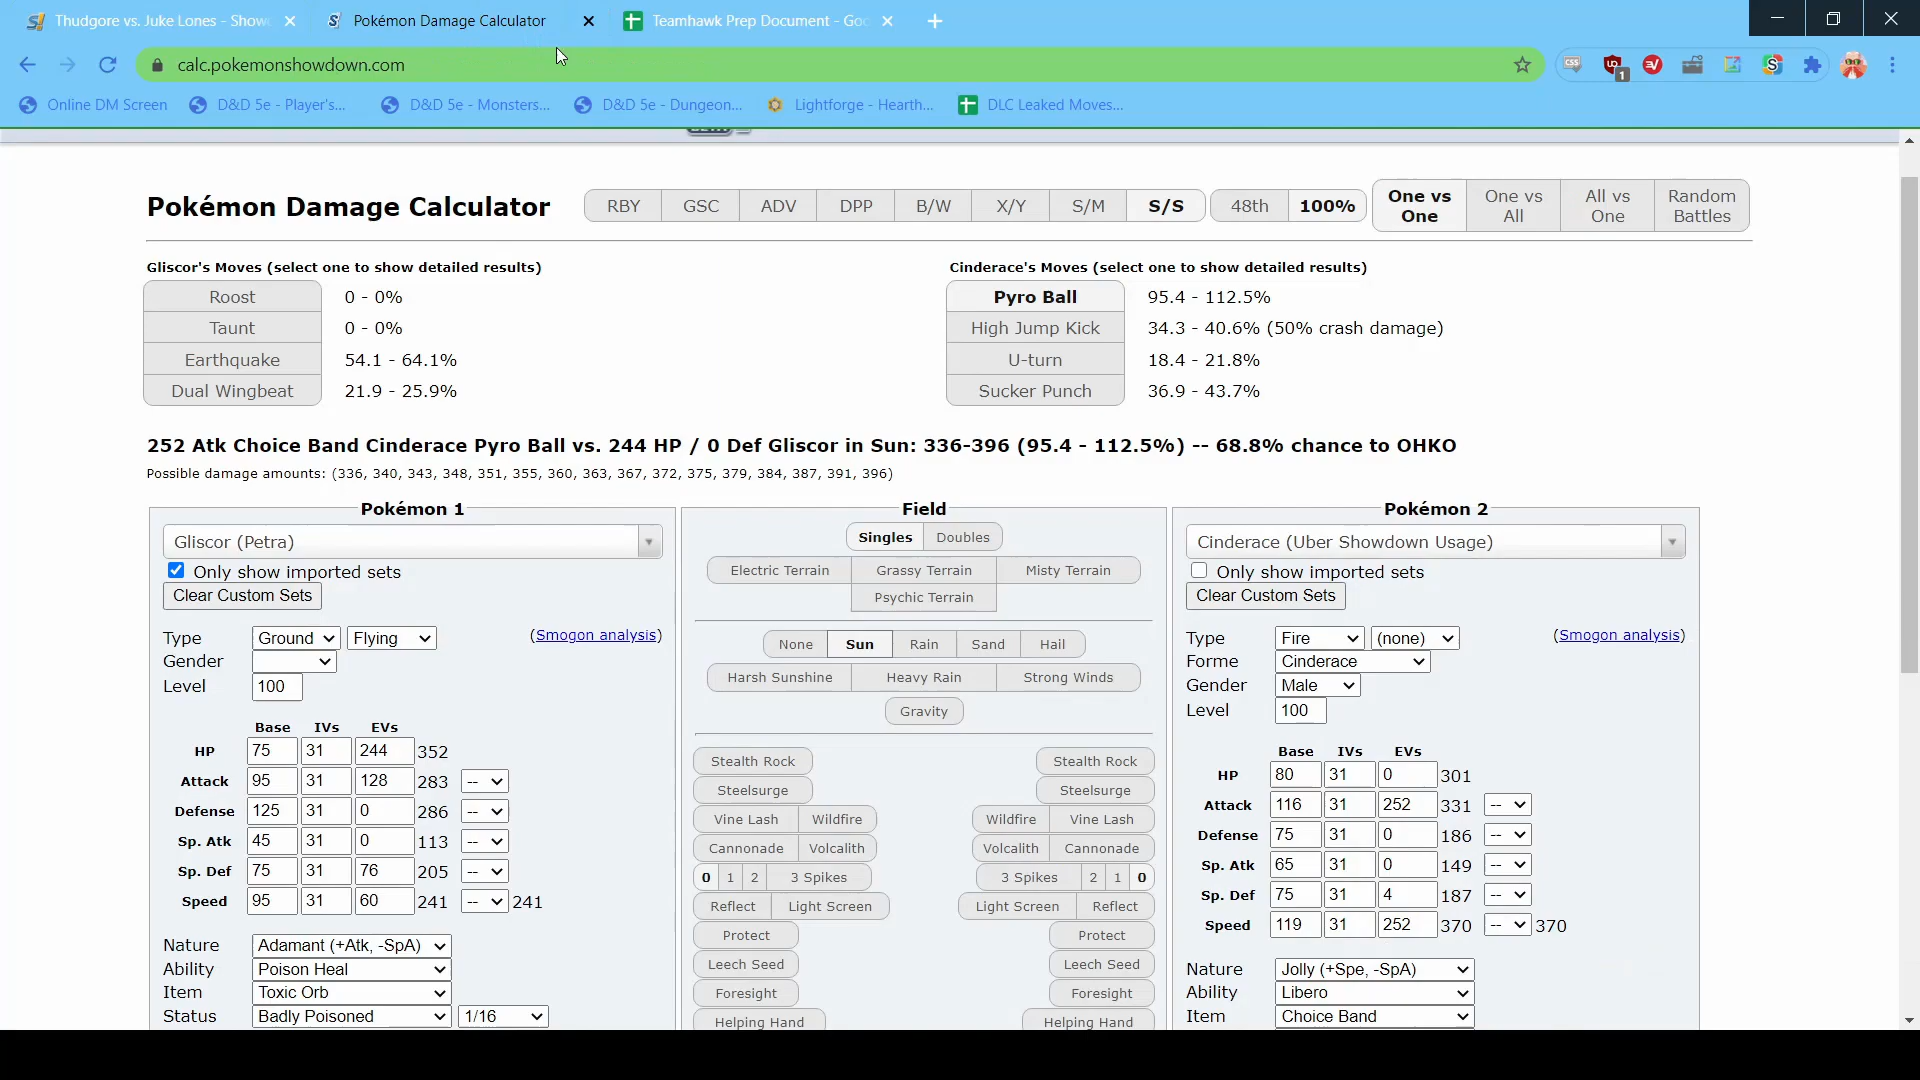 Thudgore vs. Juke Lones - Show
Pokémon Damage Calculator
Teamhawk Prep Document - Goo
calc.pokemonshowdown.com
1
Online DM Screen
D&D 5e - Player's...
D&D 5e - Monsters...
D&D 5e - Dungeon...
Lightforge - Hearth...
DLC Leaked Moves...
Pokémon Damage Calculator
RBY GSC ADV DPP B/W X/Y S/M S/S
48th 100%
One vs One
One vs All
All vs One
Random Battles
Gliscor's Moves (select one to show detailed results)
Roost 0 - 0%
Taunt 0 - 0%
Earthquake 54.1 - 64.1%
Dual Wingbeat 21.9 - 25.9%
Cinderace's Moves (select one to show detailed results)
Pyro Ball 95.4 - 112.5%
High Jump Kick 34.3 - 40.6% (50% crash damage)
U-turn 18.4 - 21.8%
Sucker Punch 36.9 - 43.7%
252 Atk Choice Band Cinderace Pyro Ball vs. 244 HP / 0 Def Gliscor in Sun: 336-396 (95.4 - 112.5%) -- 68.8% chance to OHKO
Possible damage amounts: (336, 340, 343, 348, 351, 355, 360, 363, 367, 372, 375, 379, 384, 387, 391, 396)
Pokémon 1
Gliscor (Petra)
Only show imported sets
Clear Custom Sets
Type Ground Flying (Smogon analysis)
Gender
Level 100
Base IVs EVs
HP 75 31 244 352
Attack 95 31 128 283 --
Defense 125 31 0 286 --
Sp. Atk 45 31 0 113 --
Sp. Def 75 31 76 205 --
Speed 95 31 60 241 -- 241
Nature Adamant (+Atk, -SpA)
Ability Poison Heal
Item Toxic Orb
Status Badly Poisoned 1/16
Field
Singles Doubles
Electric Terrain Grassy Terrain Misty Terrain
Psychic Terrain
None Sun Rain Sand Hail
Harsh Sunshine Heavy Rain Strong Winds
Gravity
Stealth Rock Stealth Rock
Steelsurge Steelsurge
Vine Lash Wildfire Wildfire Vine Lash
Cannonade Volcalith Volcalith Cannonade
0 1 2 3 Spikes 3 Spikes 2 1 0
Reflect Light Screen Light Screen Reflect
Protect Protect
Leech Seed Leech Seed
Foresight Foresight
Helping Hand Helping Hand
Pokémon 2
Cinderace (Uber Showdown Usage)
Only show imported sets
Clear Custom Sets
Type Fire (none) (Smogon analysis)
Forme Cinderace
Gender Male
Level 100
Base IVs EVs
HP 80 31 0 301
Attack 116 31 252 331 --
Defense 75 31 0 186 --
Sp. Atk 65 31 0 149 --
Sp. Def 75 31 4 187 --
Speed 119 31 252 370 -- 370
Nature Jolly (+Spe, -SpA)
Ability Libero
Item Choice Band